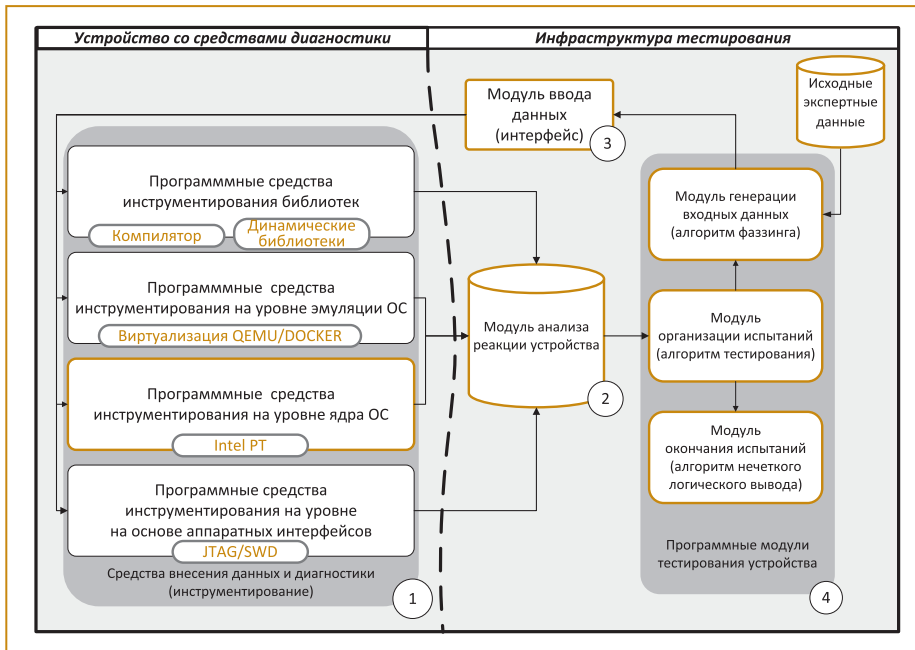 Устройство со средствами диагностики
Инфраструктура тестирования
Исходные
экспертные
данные
Модуль ввода
данных
(интерфейс)
3
Программмные средства
инструментирования библиотек
Компилятор
Динамические
библиотеки
Программмные средства
инструментирования на уровне эмуляции ОС
Виртуализация QEMU/DOCKER
Программмные средства
инструментирования на уровне ядра ОС
Intel PT
Программные средства
инструментирования на уровне
на основе аппаратных интерфейсов
JTAG/SWD
Средства внесения данных и диагностики
(инструментирование)
1
Модуль анализа
реакции устройства
2
Модуль генерации
входных данных
(алгоритм фаззинга)
Модуль
организации испытаний
(алгоритм тестирования)
Модуль
окончания испытаний
(алгоритм нечеткого
логического вывода)
Программные модули
тестирования устройства
4